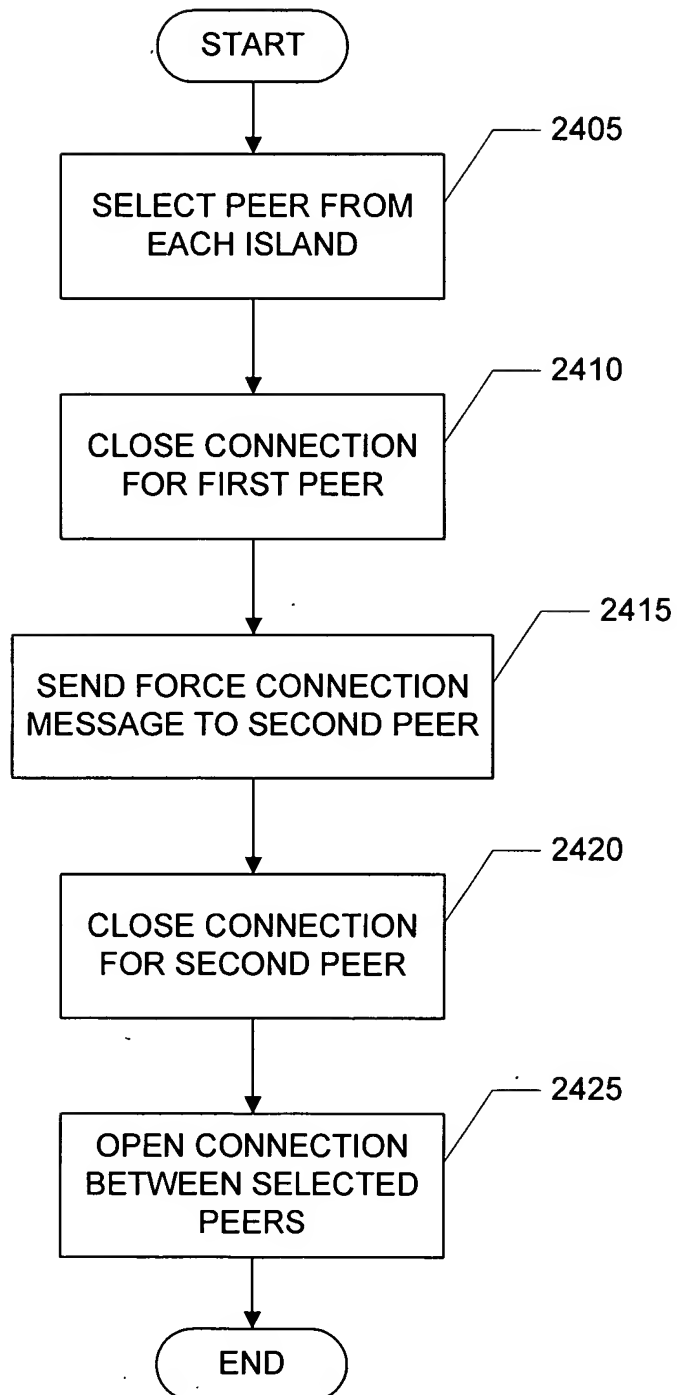 START
2405
SELECT PEER FROM
EACH ISLAND
2410
CLOSE CONNECTION
FOR FIRST PEER
2415
SEND FORCE CONNECTION
MESSAGE TO SECOND PEER
2420
CLOSE CONNECTION
FOR SECOND PEER
2425
OPEN CONNECTION
BETWEEN SELECTED
PEERS
END